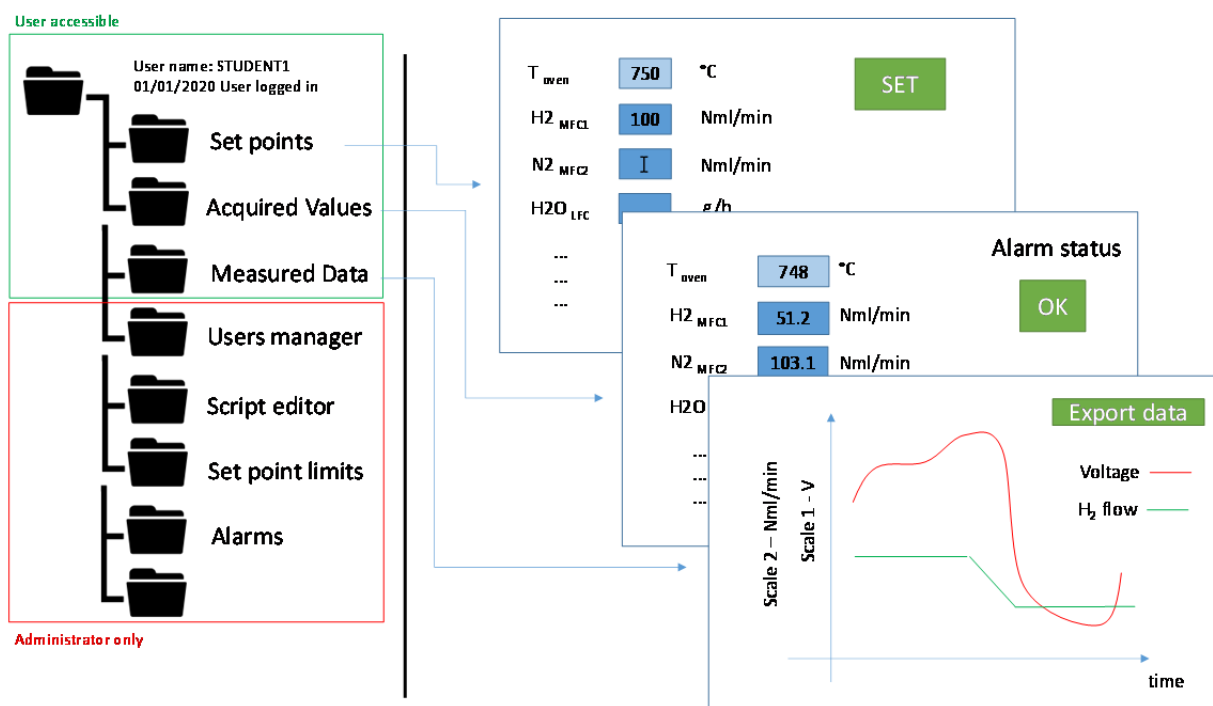 User accessible
User name: STUDENT1
01/01/2020 User logged in
Set points
Acquired Values
Measured Data
Users manager
Script editor
Set point limits
Alarms
Administrator only
T oven 750 °C
SET
H2 MFC1 100 Nml/min
N2 MFC2 I Nml/min
H2O LFC g/h
...
...
...
Alarm status
T oven 748 °C
OK
H2 MFC1 51.2 Nml/min
N2 MFC2 103.1 Nml/min
H2O
...
...
...
Export data
Scale 2 – Nml/min
Scale 1 - V
Voltage
H₂ flow
time